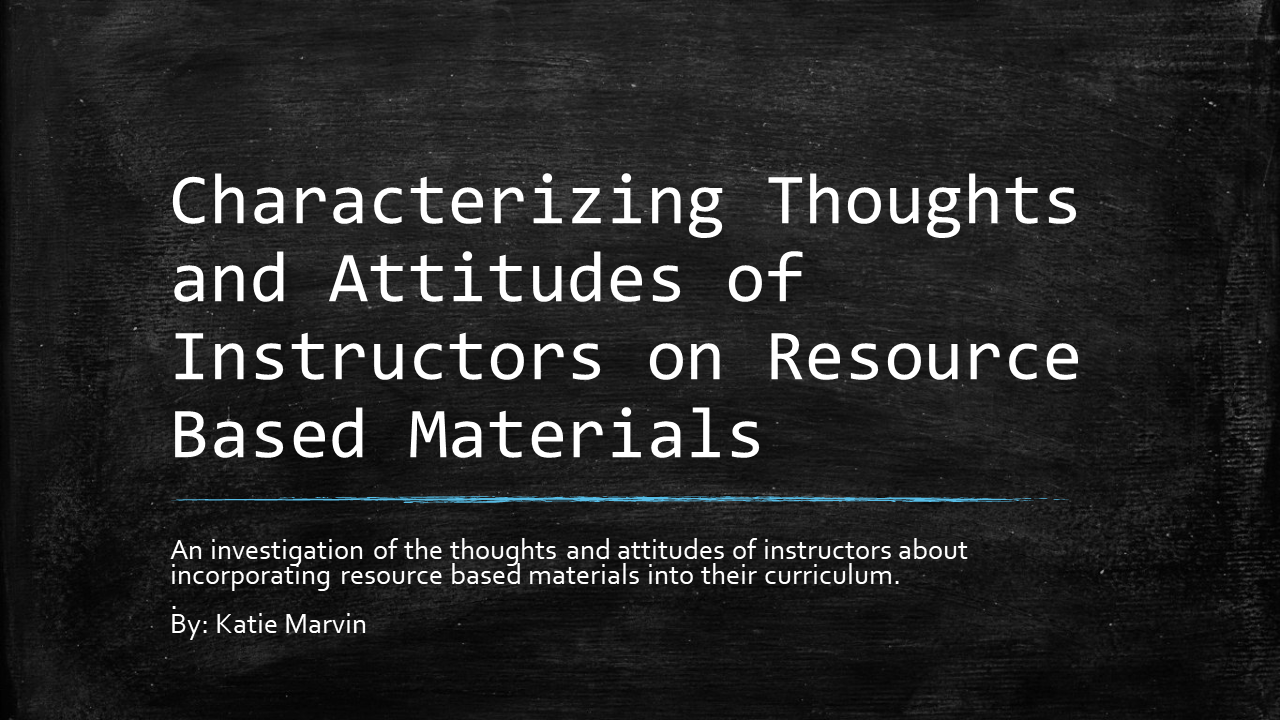 Characterizing Thoughts
and Attitudes of
Instructors on Resource
Based Materials
An investigation of the thoughts and attitudes of instructors about
incorporating resource based materials into their curriculum.
.
By: Katie Marvin